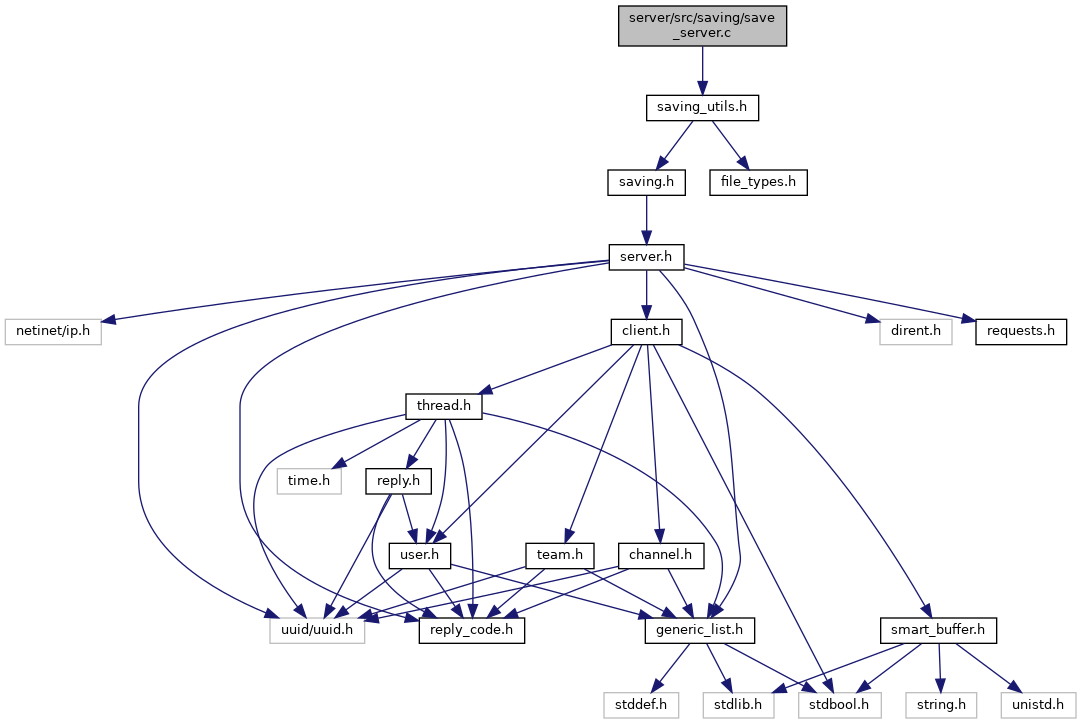 server/src/saving/save
_server.c
saving_utils.h
saving.h
file_types.h
server.h
netinet/ip.h
client.h
dirent.h
requests.h
thread.h
time.h
reply.h
user.h
team.h
channel.h
uuid/uuid.h
reply_code.h
generic_list.h
smart_buffer.h
stddef.h
stdlib.h
stdbool.h
string.h
unistd.h